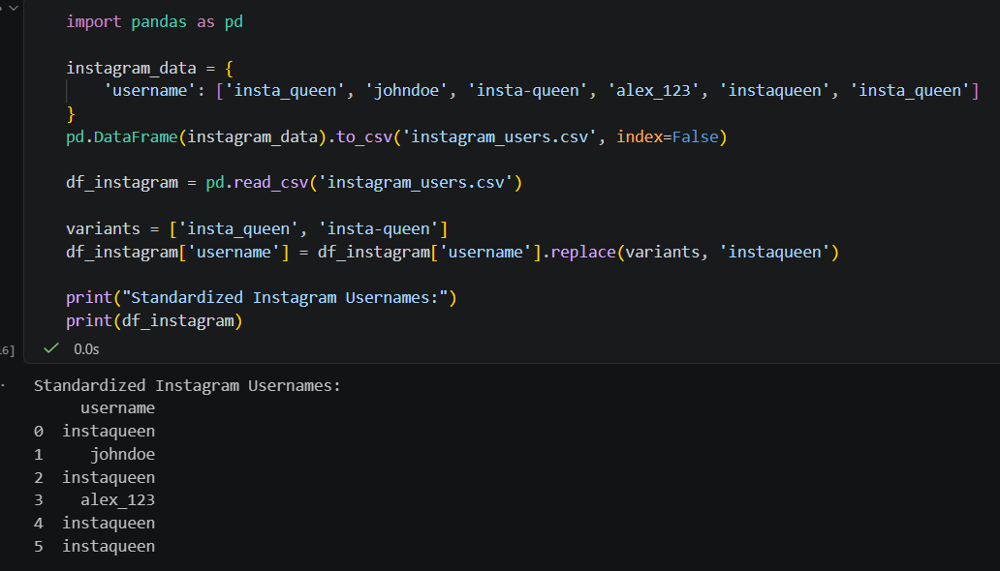 import pandas as pd
instagram_data = {
'username': ['insta_queen', 'johndoe', 'insta-queen', 'alex_123', 'instaqueen', 'insta_queen']
}
pd.DataFrame(instagram_data).to_csv('instagram_users.csv', index=False)
df_instagram = pd.read_csv('instagram_users.csv')
variants = ['insta_queen', 'insta-queen']
df_instagram['username'] = df_instagram['username'].replace(variants, 'instaqueen')
print("Standardized Instagram Usernames:")
print(df_instagram)
6] 0.0s
Standardized Instagram Usernames:
username
0 instaqueen
1 johndoe
2 instaqueen
3 alex_123
4 instaqueen
5 instaqueen